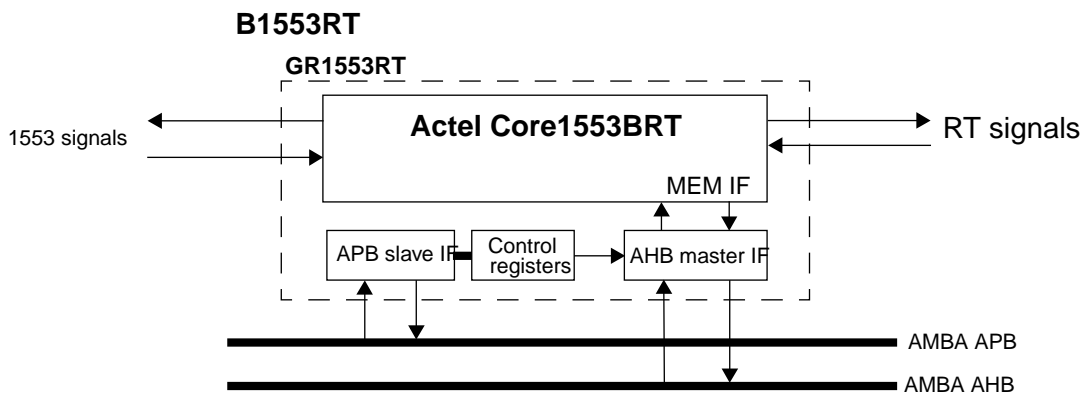 B1553RT
GR1553RT
Actel Core1553BRT
1553 signals
RT signals
MEM IF
APB slave IF
Control
registers
AHB master IF
AMBA APB
AMBA AHB